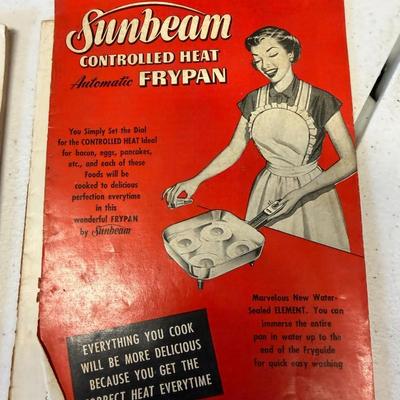 Sunbeam
CONTROLLED HEAT
Automatic FRYPAN
You Simply Set the Dial
for the CONTROLLED HEAT Ideal
for bacon, eggs, pancakes,
etc., and each of these
Foods will be
cooked to delicious
perfection everytime
in this
wonderful FRYPAN
by Sunbeam
Marvelous New Water-
Sealed ELEMENT. You can
immerse the entire
pan in water up to the
end of the Fryguide
for quick easy washing
EVERYTHING YOU COOK
WILL BE MORE DELICIOUS
BECAUSE YOU GET THE
CORRECT HEAT EVERYTIME